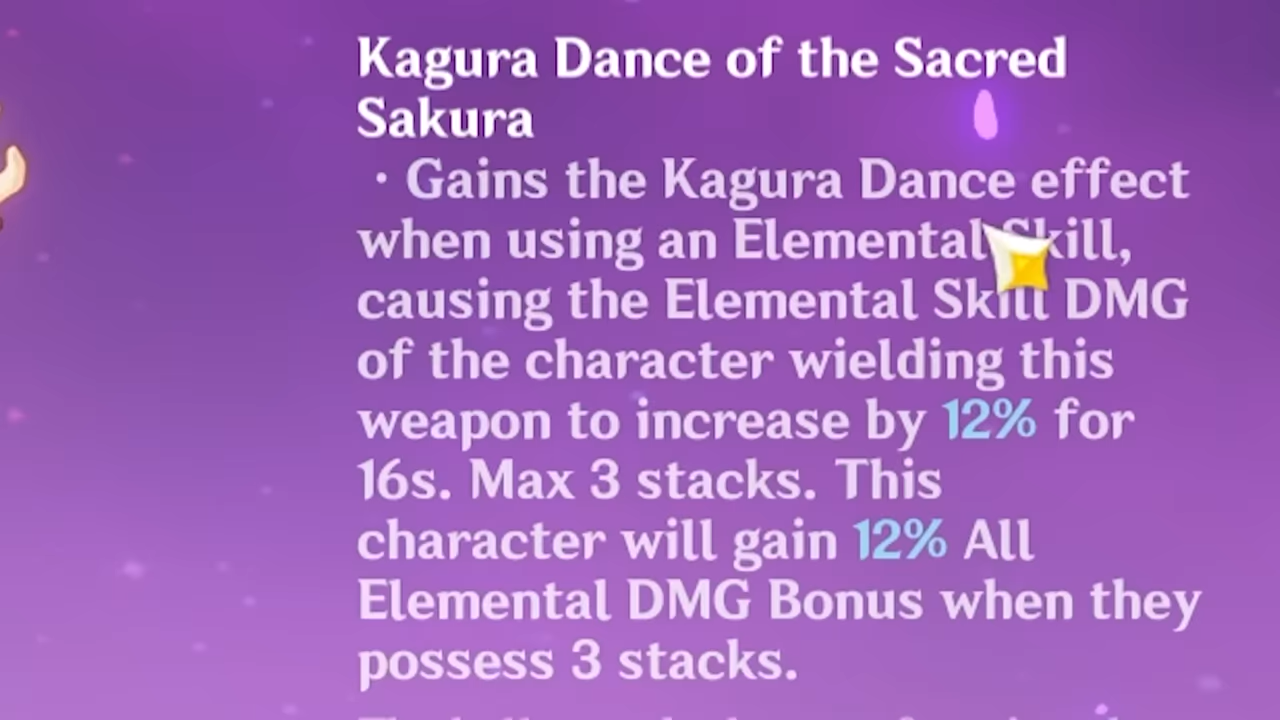 Kagura Dance of the Sacred
Sakura
· Gains the Kagura Dance effect
when using an Elemental Skill,
causing the Elemental Skill DMG
of the character wielding this
weapon to increase by 12% for
16s. Max 3 stacks. This
character will gain 12% All
Elemental DMG Bonus when they
possess 3 stacks.